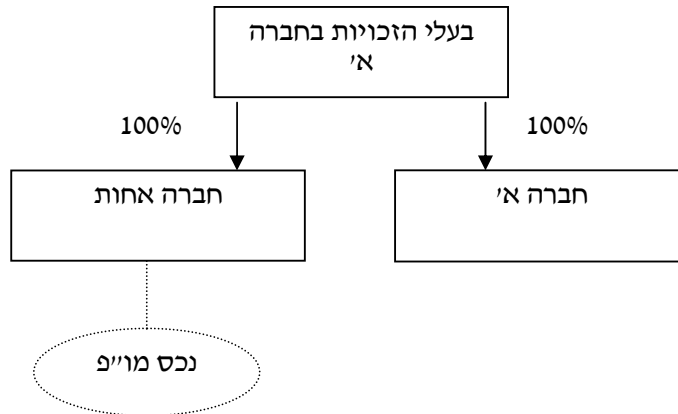 בעלי הזכויות בחברה
א'
100%
100%
חברה א'
חברה אחות
נכס מו"פ